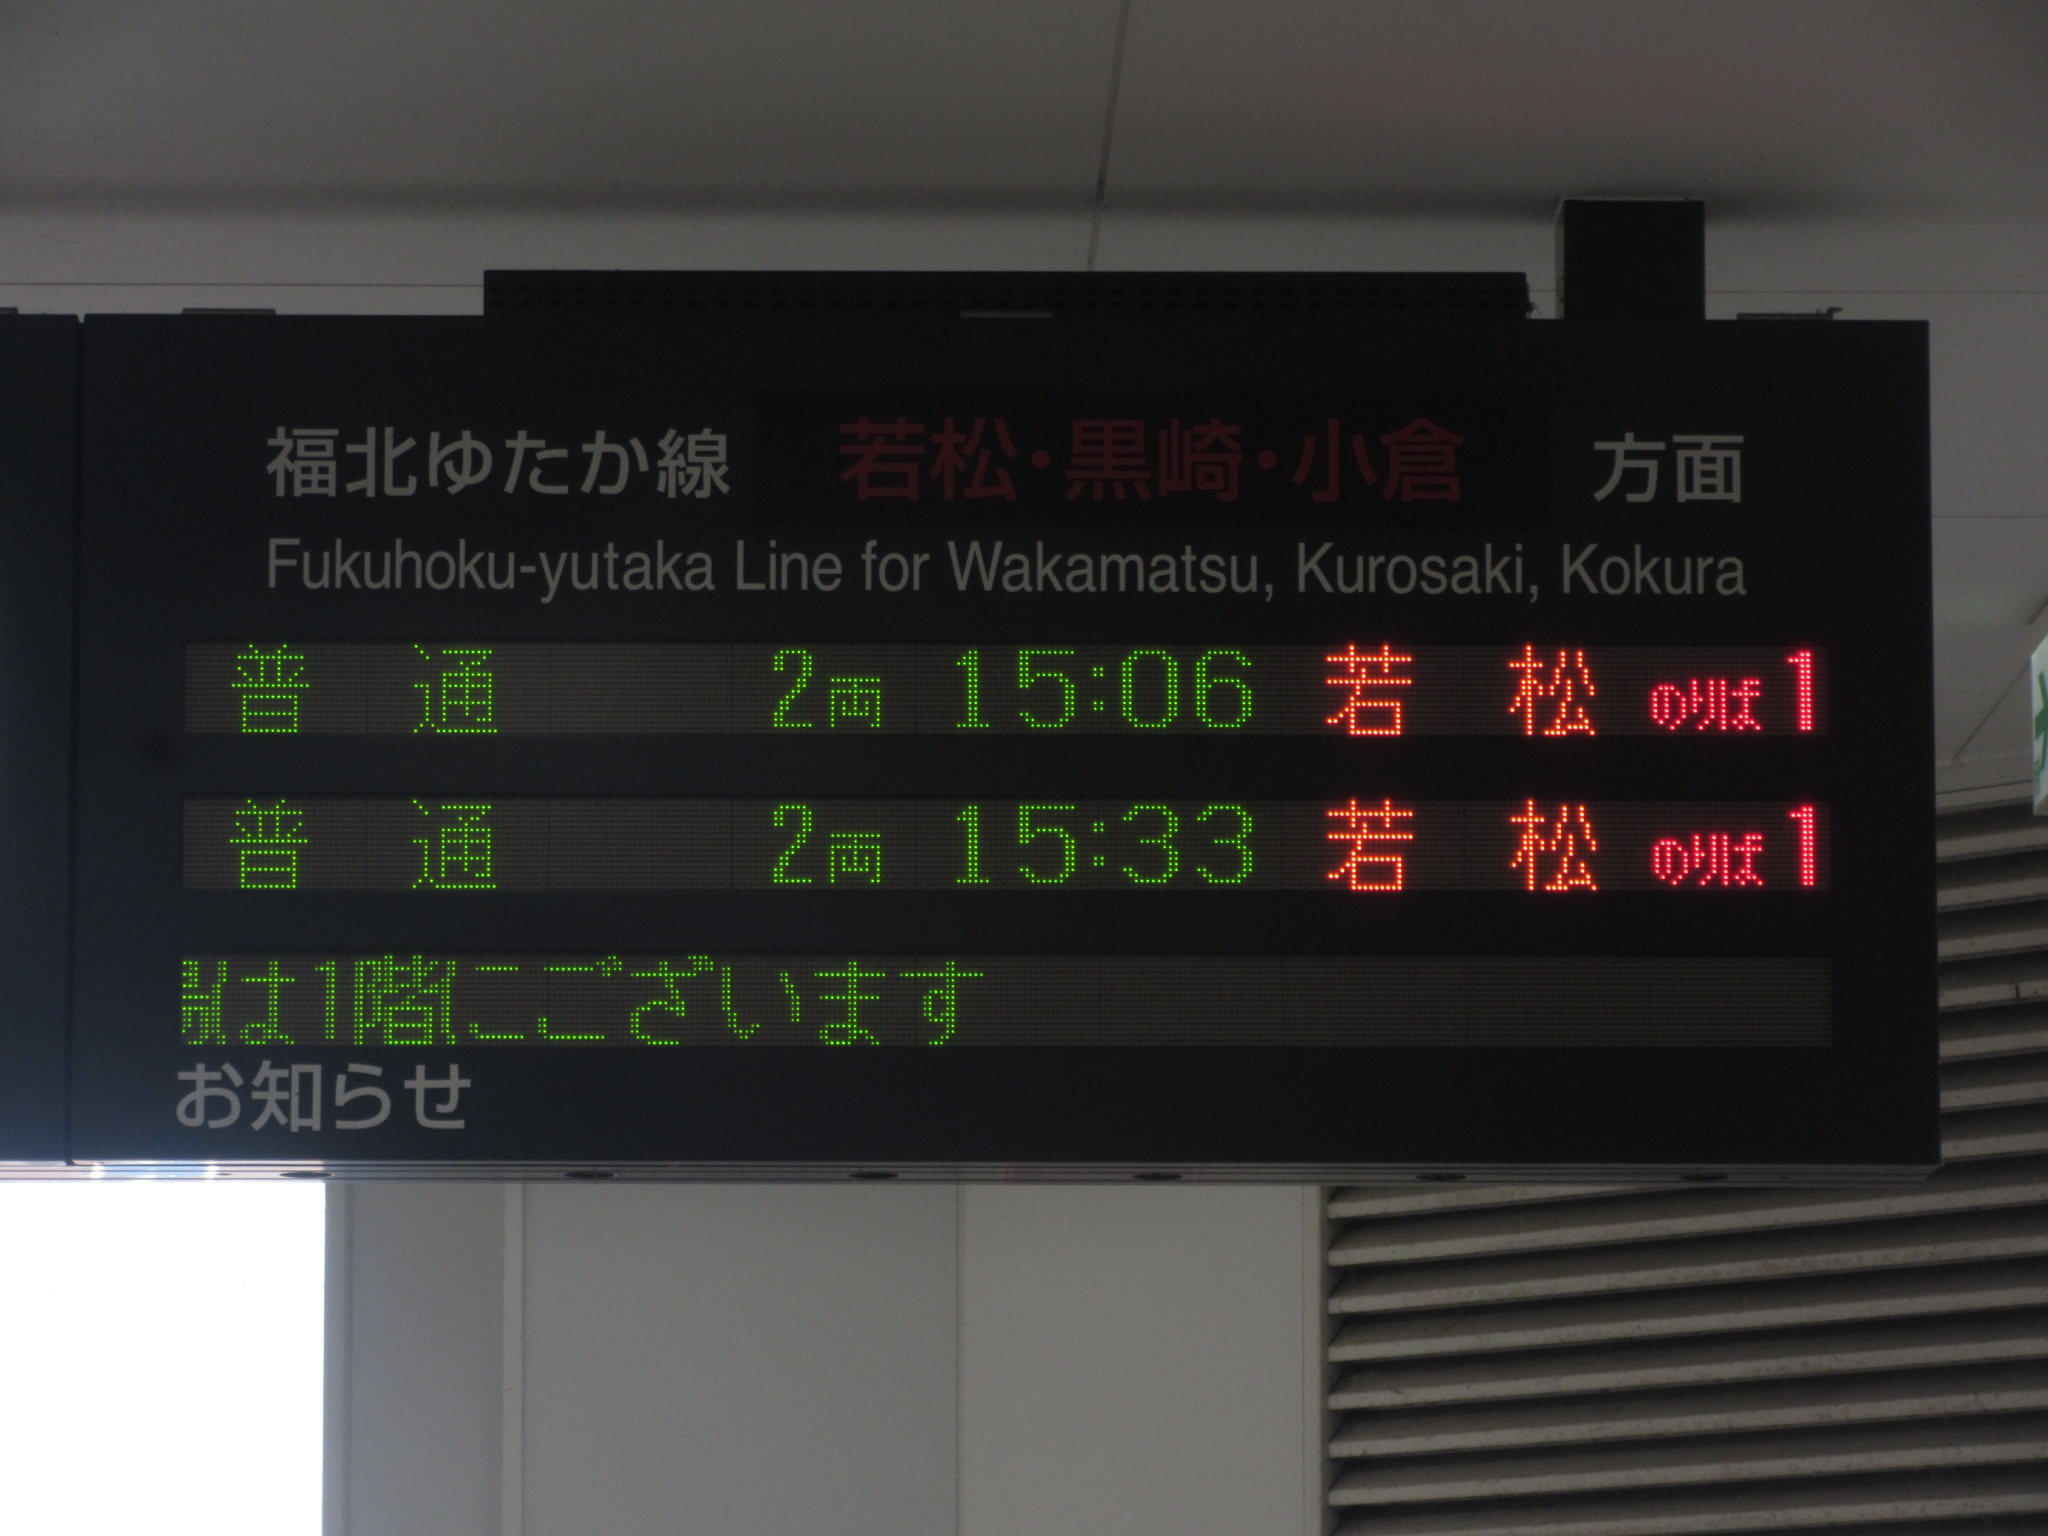 福北ゆたか線 若松・黒崎・小倉 方面
Fukuhoku-yutaka Line for Wakamatsu, Kurosaki, Kokura
普通 2両 15:06 若松 のりば1
普通 2両 15:33 若松 のりば1
は1階にございます
お知らせ